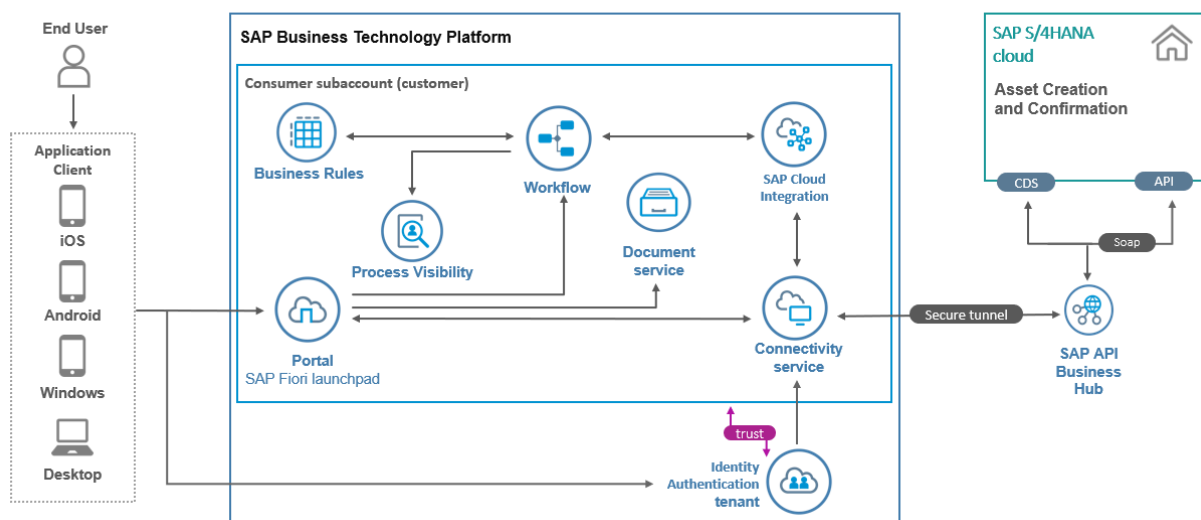 End User
Application
Client
iOS
Android
Windows
Desktop
SAP Business Technology Platform
Consumer subaccount (customer)
Business Rules
Workflow
SAP Cloud
Integration
Process Visibility
Document
service
Portal
SAP Fiori launchpad
Connectivity
service
trust
Identity
Authentication
tenant
Secure tunnel
SAP S/4HANA
cloud
Asset Creation
and Confirmation
CDS
API
Soap
SAP API
Business
Hub